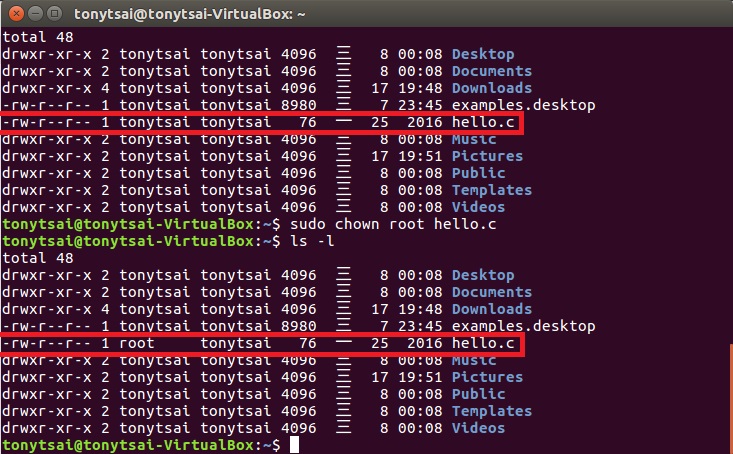 tonytsai@tonytsai-VirtualBox: ~
total 48
drwxr-xr-x 2 tonytsai tonytsai 4096 三 8 00:08 Desktop
drwxr-xr-x 2 tonytsai tonytsai 4096 三 8 00:08 Documents
drwxr-xr-x 4 tonytsai tonytsai 4096 三 17 19:48 Downloads
-rw-r--r-- 1 tonytsai tonytsai 8980 三 7 23:45 examples.desktop
-rw-r--r-- 1 tonytsai tonytsai 76 一 25 2016 hello.c
drwxr-xr-x 2 tonytsai tonytsai 4096 三 8 00:08 Music
drwxr-xr-x 2 tonytsai tonytsai 4096 三 17 19:51 Pictures
drwxr-xr-x 2 tonytsai tonytsai 4096 三 8 00:08 Public
drwxr-xr-x 2 tonytsai tonytsai 4096 三 8 00:08 Templates
drwxr-xr-x 2 tonytsai tonytsai 4096 三 8 00:08 Videos
tonytsai@tonytsai-VirtualBox:~$ sudo chown root hello.c
tonytsai@tonytsai-VirtualBox:~$ ls -l
total 48
drwxr-xr-x 2 tonytsai tonytsai 4096 三 8 00:08 Desktop
drwxr-xr-x 2 tonytsai tonytsai 4096 三 8 00:08 Documents
drwxr-xr-x 4 tonytsai tonytsai 4096 三 17 19:48 Downloads
-rw-r--r-- 1 tonytsai tonytsai 8980 三 7 23:45 examples.desktop
-rw-r--r-- 1 root tonytsai 76 一 25 2016 hello.c
drwxr-xr-x 2 tonytsai tonytsai 4096 三 8 00:08 Music
drwxr-xr-x 2 tonytsai tonytsai 4096 三 17 19:51 Pictures
drwxr-xr-x 2 tonytsai tonytsai 4096 三 8 00:08 Public
drwxr-xr-x 2 tonytsai tonytsai 4096 三 8 00:08 Templates
drwxr-xr-x 2 tonytsai tonytsai 4096 三 8 00:08 Videos
tonytsai@tonytsai-VirtualBox:~$